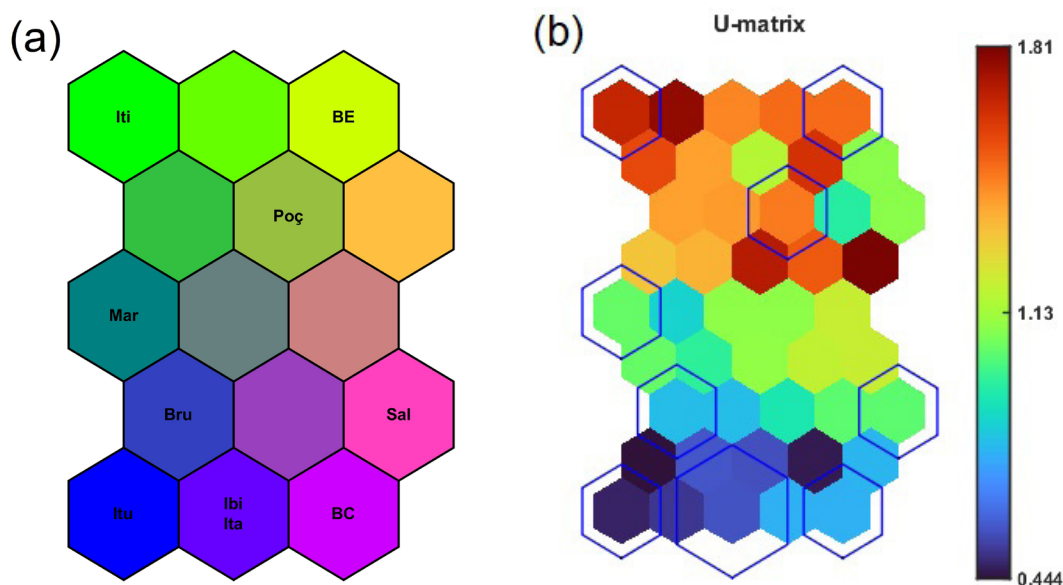 (a)
Iti
BE
Poç
Mar
Bru
Sal
Itu
Ibi
Ita
BC
(b)
U-matrix
1.81
1.13
0.444